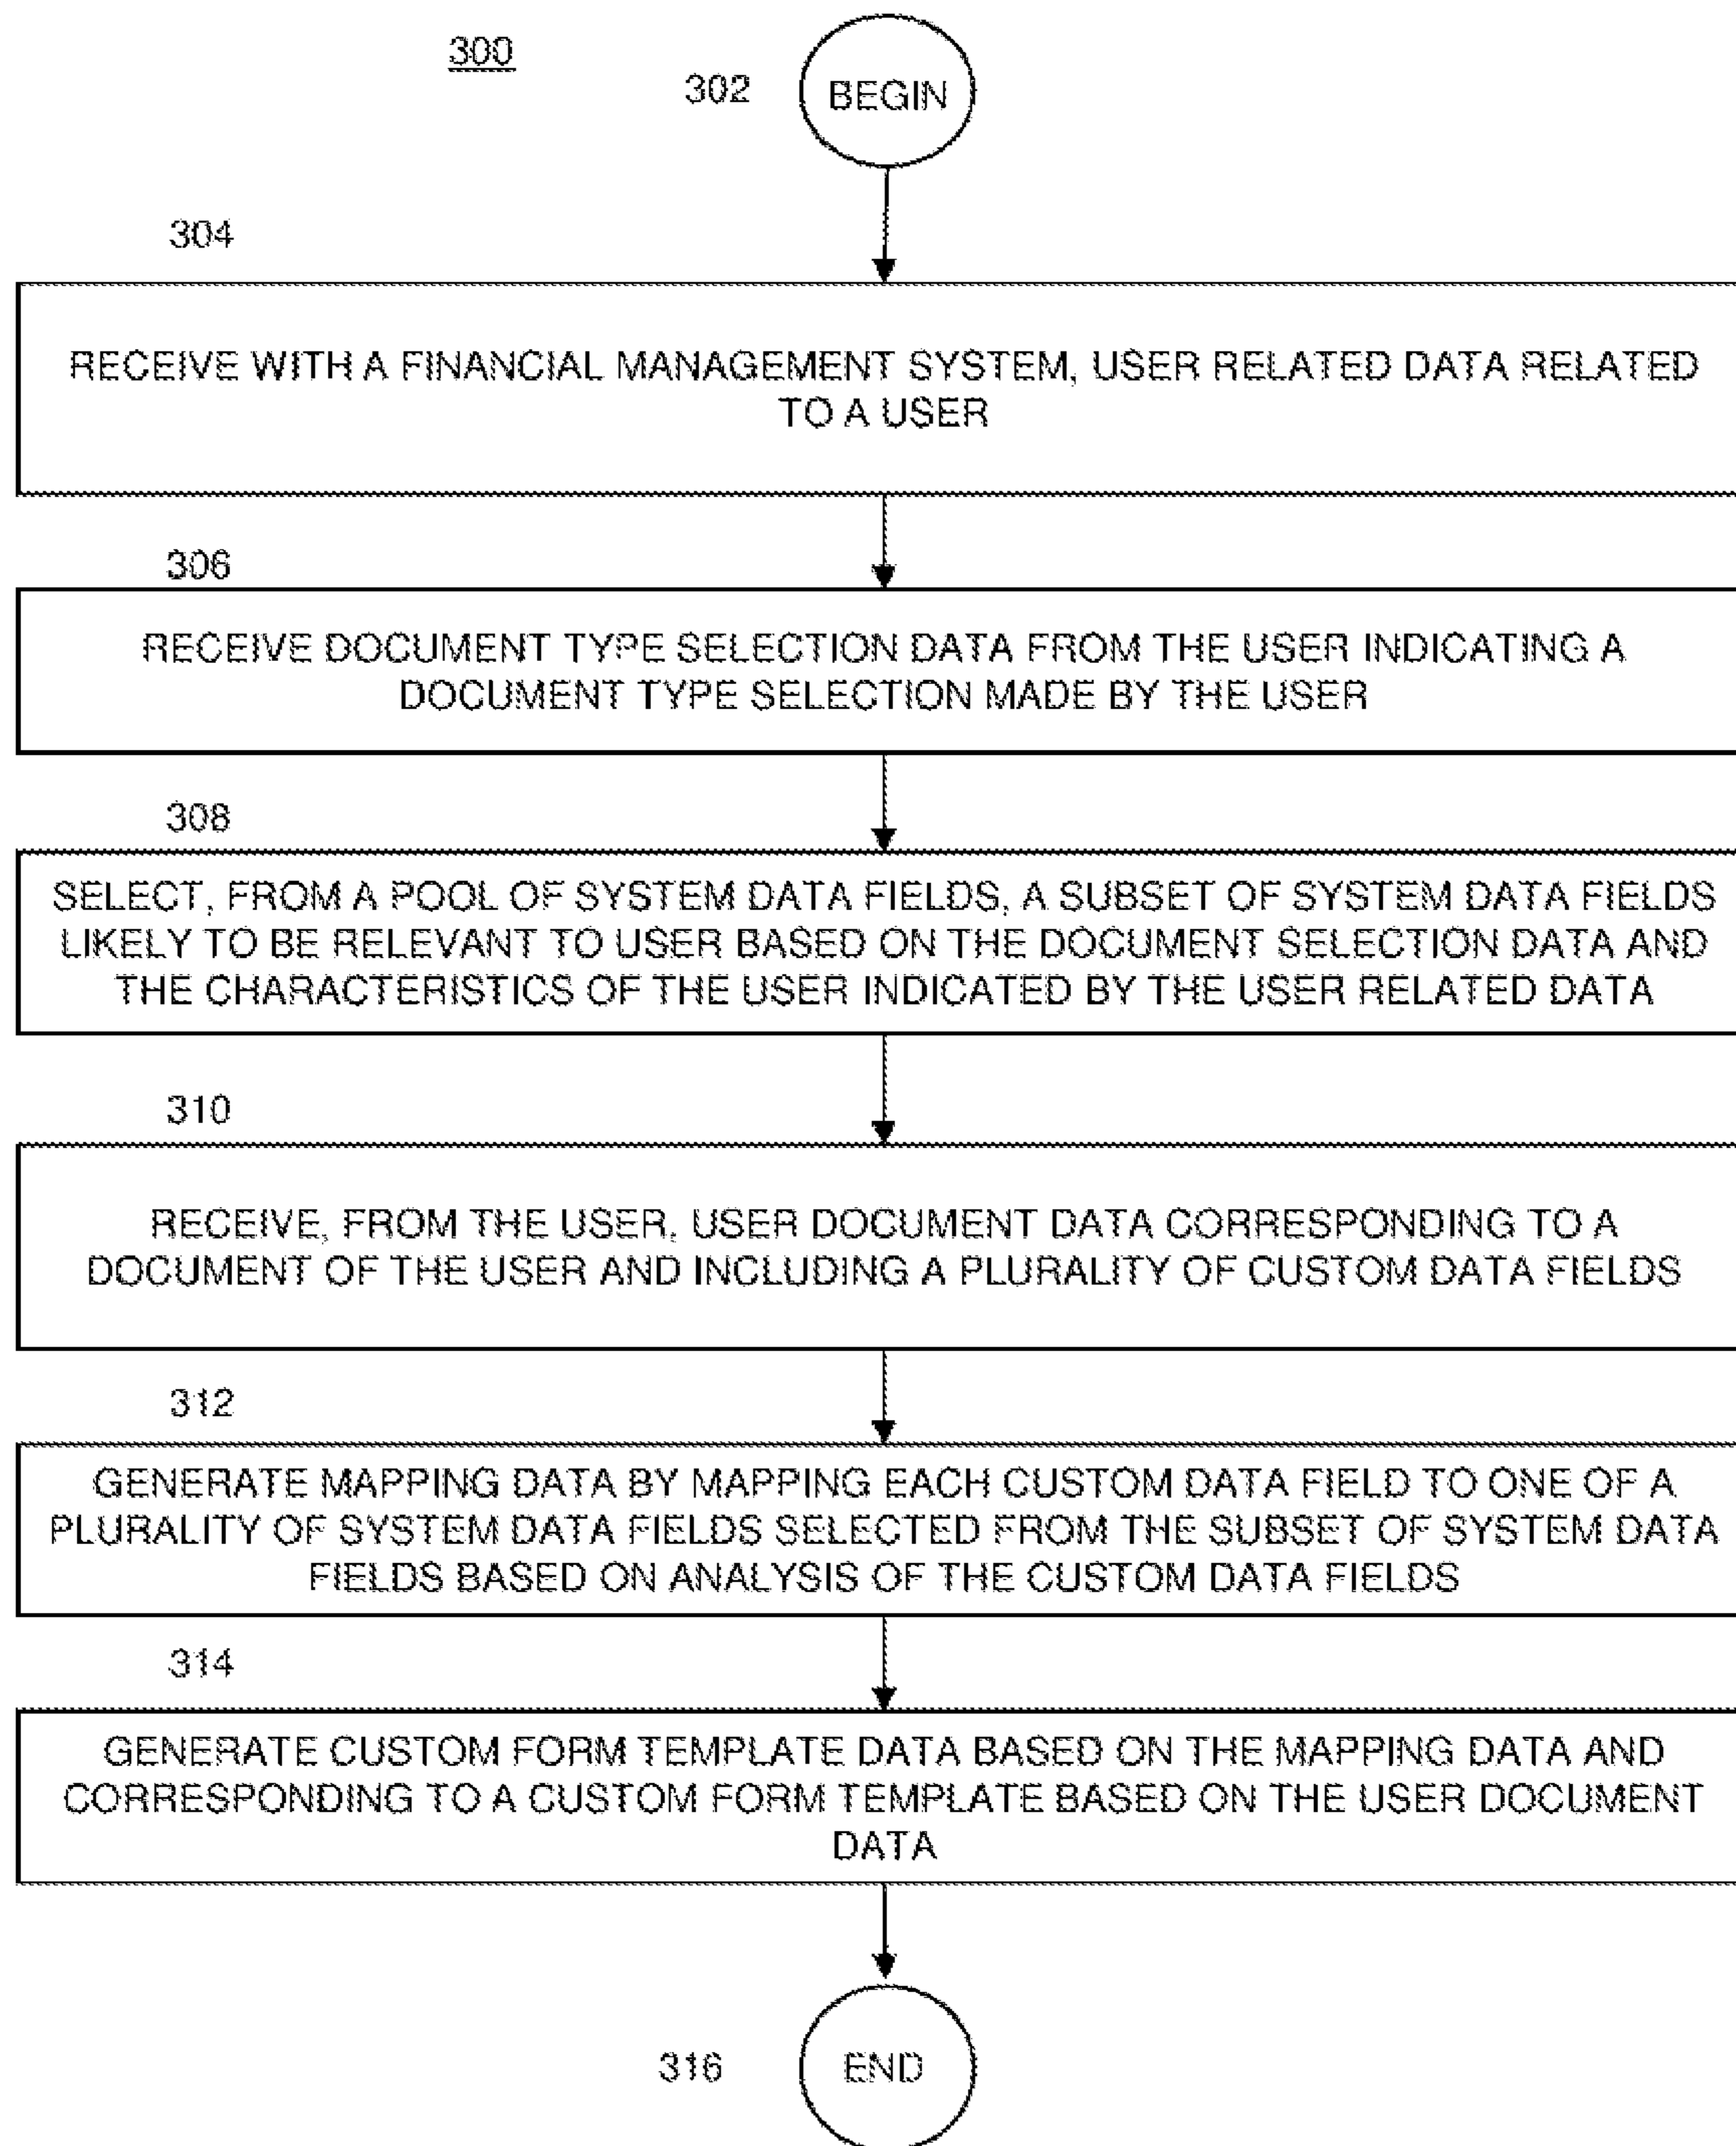 300
302
BEGIN
304
RECEIVE WITH A FINANCIAL MANAGEMENT SYSTEM, USER RELATED DATA RELATED
TO A USER
306
RECEIVE DOCUMENT TYPE SELECTION DATA FROM THE USER INDICATING A
DOCUMENT TYPE SELECTION MADE BY THE USER
308
SELECT, FROM A POOL OF SYSTEM DATA FIELDS, A SUBSET OF SYSTEM DATA FIELDS
LIKELY TO BE RELEVANT TO USER BASED ON THE DOCUMENT SELECTION DATA AND
THE CHARACTERISTICS OF THE USER INDICATED BY THE USER RELATED DATA
310
RECEIVE, FROM THE USER, USER DOCUMENT DATA CORRESPONDING TO A
DOCUMENT OF THE USER AND INCLUDING A PLURALITY OF CUSTOM DATA FIELDS
312
GENERATE MAPPING DATA BY MAPPING EACH CUSTOM DATA FIELD TO ONE OF A
PLURALITY OF SYSTEM DATA FIELDS SELECTED FROM THE SUBSET OF SYSTEM DATA
FIELDS BASED ON ANALYSIS OF THE CUSTOM DATA FIELDS
314
GENERATE CUSTOM FORM TEMPLATE DATA BASED ON THE MAPPING DATA AND
CORRESPONDING TO A CUSTOM FORM TEMPLATE BASED ON THE USER DOCUMENT
DATA
316
END